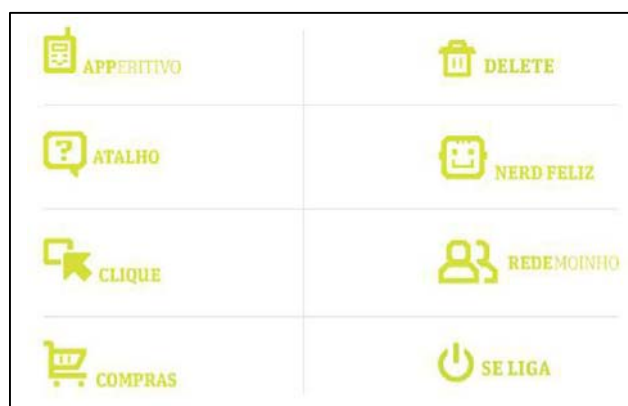 APPERITIVO
DELETE
ATALHO
?
NERD FELIZ
CLIQUE
REDEMOINHO
COMPRAS
SE LIGA